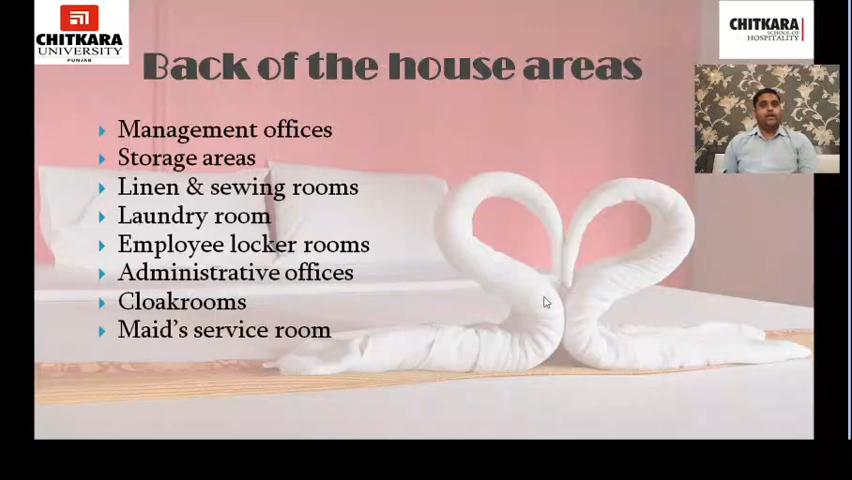 CHITKARA
UNIVERSITY
PUNJAB
CHITKARA
SCHOOL OF
HOSPITALITY
Back of the house areas
Management offices
Storage areas
Linen & sewing rooms
Laundry room
Employee locker rooms
Administrative offices
Cloakrooms
Maid's service room